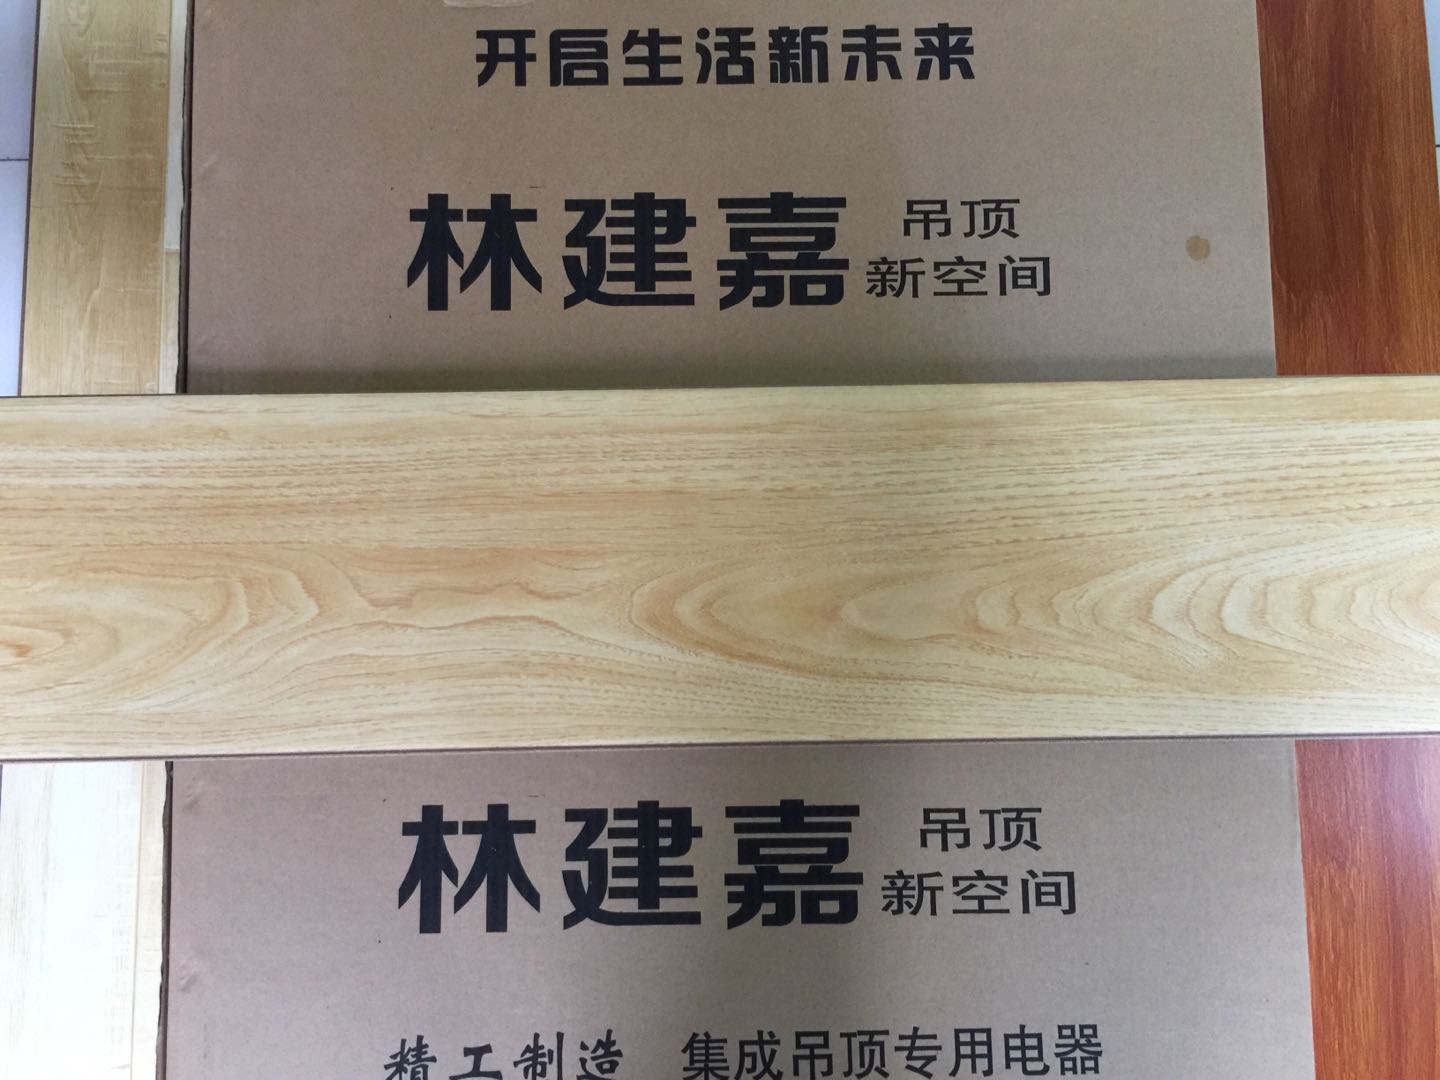 开启生活新未来
林建嘉 吊顶
新空间
林建嘉 吊顶
新空间
精工制造 集成吊顶专用电器